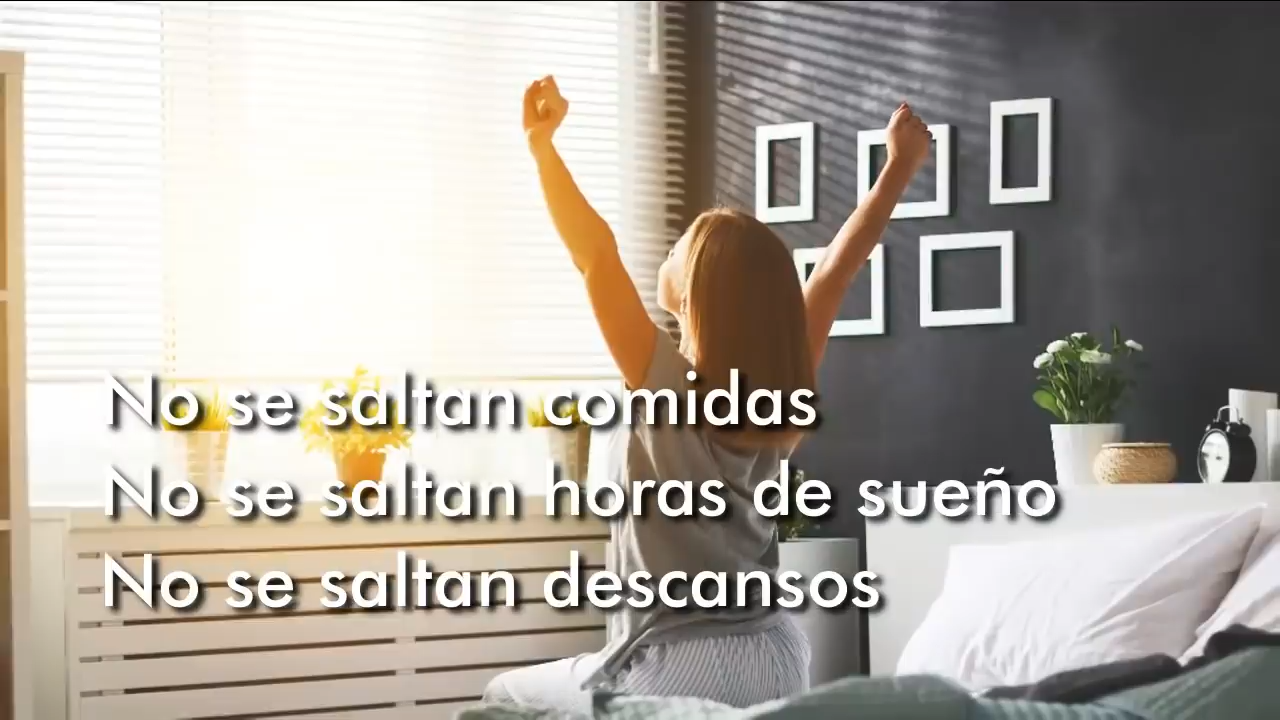 No se saltan comidas
No se saltan horas de sueño
No se saltan descansos